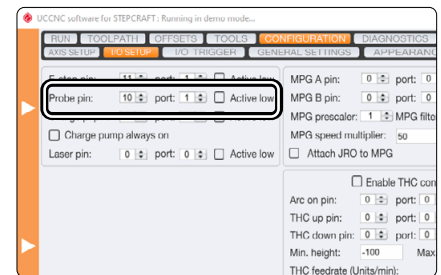 UCCNC software for STEPCRAFT : Running in demo mode...
RUN TOOLPATH OFFSETS TOOLS CONFIGURATION DIAGNOSTICS
AXIS SETUP I/O SETUP I/O TRIGGER GENERAL SETTINGS APPEARANC
E-stop pin: 11 port: 1 Active low
Probe pin: 10 port: 1 Active low
Charge pump always on
Laser pin: 0 port: 0 Active low
MPG A pin: 0 port: 0
MPG B pin: 0 port: 0
MPG prescaler: 1 MPG filte
MPG speed multiplier: 50
Attach JRO to MPG
Enable THC con
Arc on pin: 0 port: 0
THC up pin: 0 port: 0
THC down pin: 0 port: 0
Min. height: -100 Max
THC feedrate (Units/min):